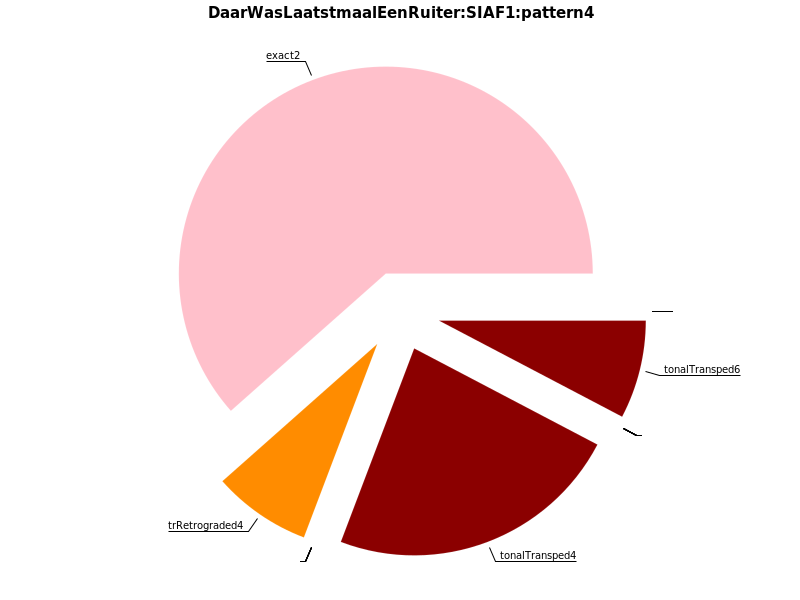 DaarWasLaatstmaalEenRuiter:SIAF1:pattern4
exact2
tonalTransped6
trRetrograded4
tonalTransped4